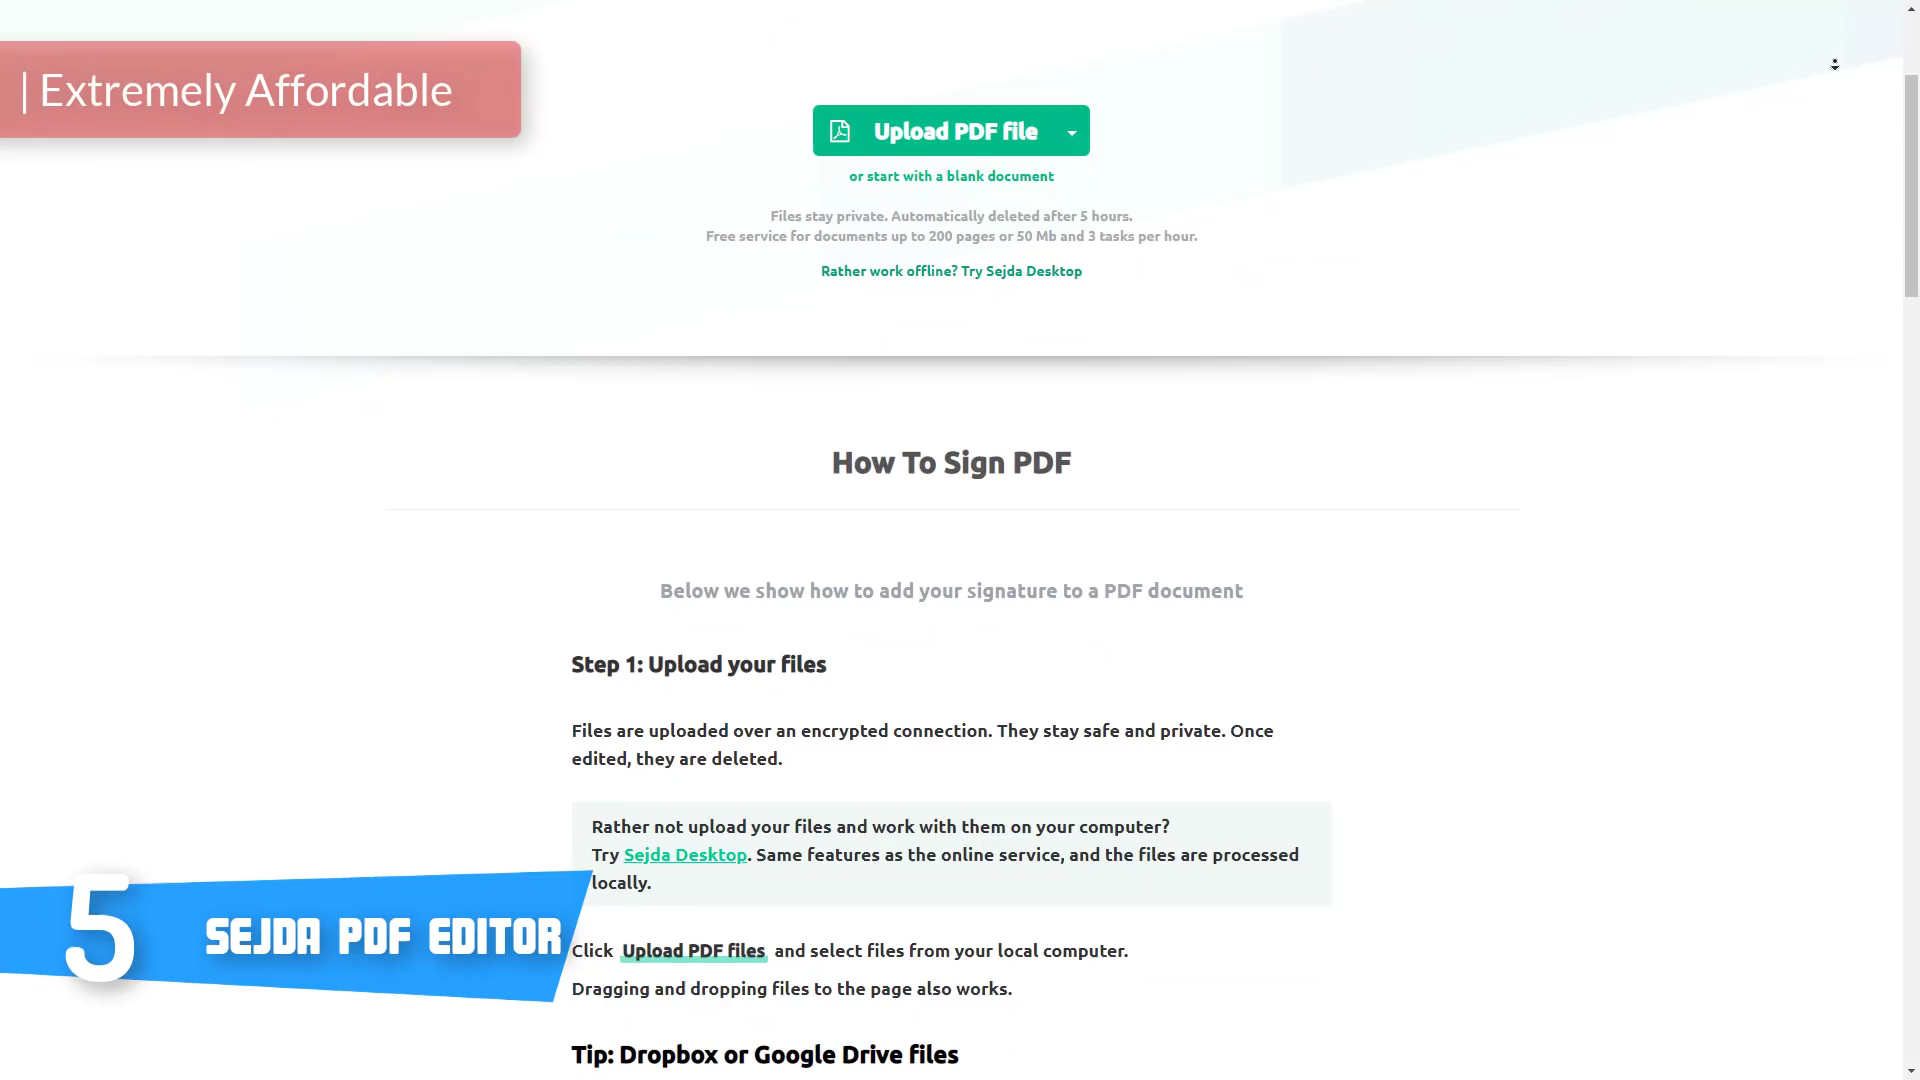 | Extremely Affordable
Upload PDF file
or start with a blank document
Files stay private. Automatically deleted after 5 hours.
Free service for documents up to 200 pages or 50 Mb and 3 tasks per hour.
Rather work offline? Try Sejda Desktop
How To Sign PDF
Below we show how to add your signature to a PDF document
Step 1: Upload your files
Files are uploaded over an encrypted connection. They stay safe and private. Once
edited, they are deleted.
Rather not upload your files and work with them on your computer?
Try Sejda Desktop. Same features as the online service, and the files are processed
locally.
5 SEJDA PDF EDITOR
Click Upload PDF files and select files from your local computer.
Dragging and dropping files to the page also works.
Tip: Dropbox or Google Drive files